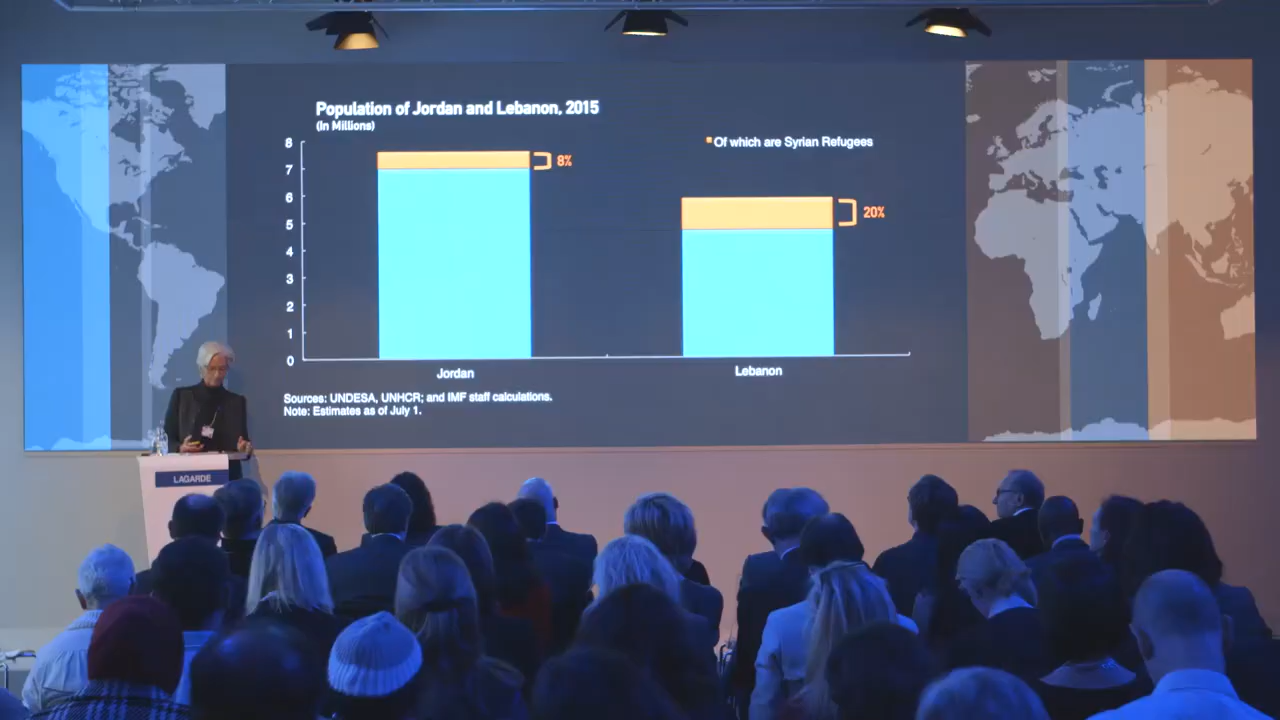 Population of Jordan and Lebanon, 2015
(In Millions)
8
7
6
5
4
3
2
1
0
Of which are Syrian Refugees
8%
20%
Jordan
Lebanon
Sources: UNDESA, UNHCR; and IMF staff calculations.
Note: Estimates as of July 1.
LAGARDE